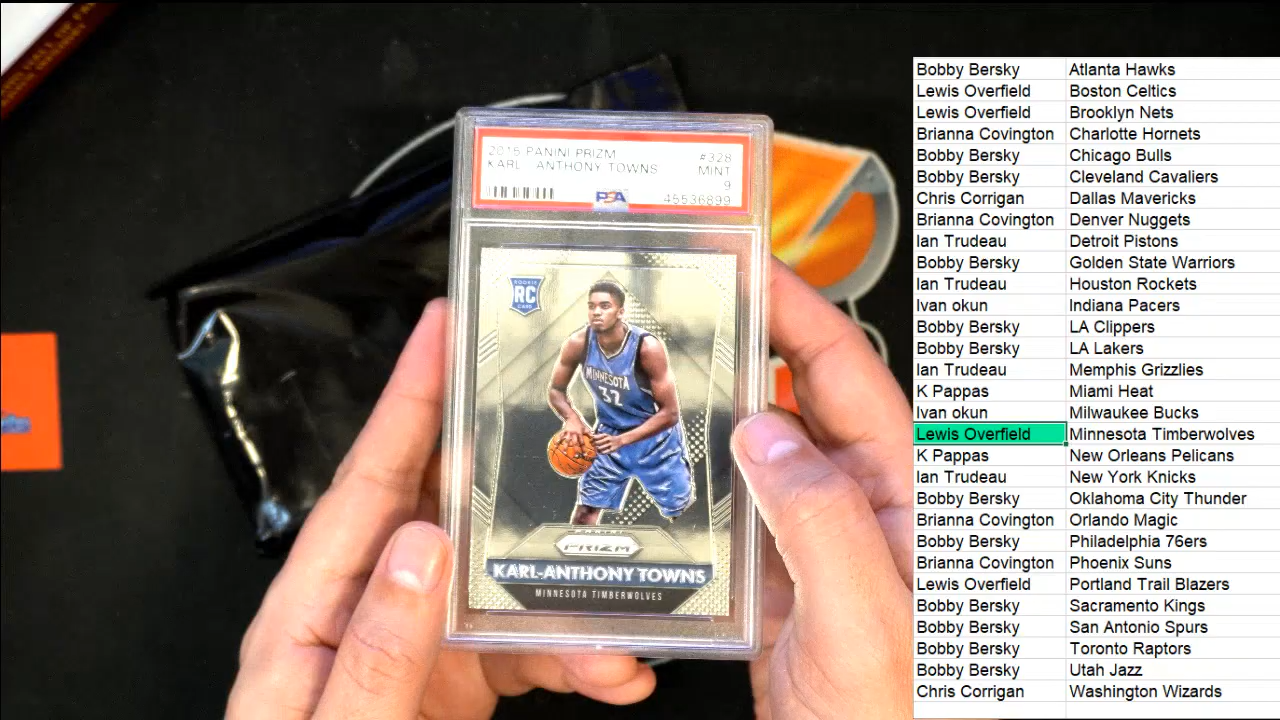 2015 PANINI PRIZM #328
KARL - ANTHONY TOWNS MINT
9
PSA 45536899
ROOKIE
RC
CARD
MINNESOTA
32
PANINI
PRIZM
KARL-ANTHONY TOWNS
MINNESOTA TIMBERWOLVES
Bobby Bersky Atlanta Hawks
Lewis Overfield Boston Celtics
Lewis Overfield Brooklyn Nets
Brianna Covington Charlotte Hornets
Bobby Bersky Chicago Bulls
Bobby Bersky Cleveland Cavaliers
Chris Corrigan Dallas Mavericks
Brianna Covington Denver Nuggets
Ian Trudeau Detroit Pistons
Bobby Bersky Golden State Warriors
Ian Trudeau Houston Rockets
Ivan okun Indiana Pacers
Bobby Bersky LA Clippers
Bobby Bersky LA Lakers
Ian Trudeau Memphis Grizzlies
K Pappas Miami Heat
Ivan okun Milwaukee Bucks
Lewis Overfield Minnesota Timberwolves
K Pappas New Orleans Pelicans
Ian Trudeau New York Knicks
Bobby Bersky Oklahoma City Thunder
Brianna Covington Orlando Magic
Bobby Bersky Philadelphia 76ers
Brianna Covington Phoenix Suns
Lewis Overfield Portland Trail Blazers
Bobby Bersky Sacramento Kings
Bobby Bersky San Antonio Spurs
Bobby Bersky Toronto Raptors
Bobby Bersky Utah Jazz
Chris Corrigan Washington Wizards